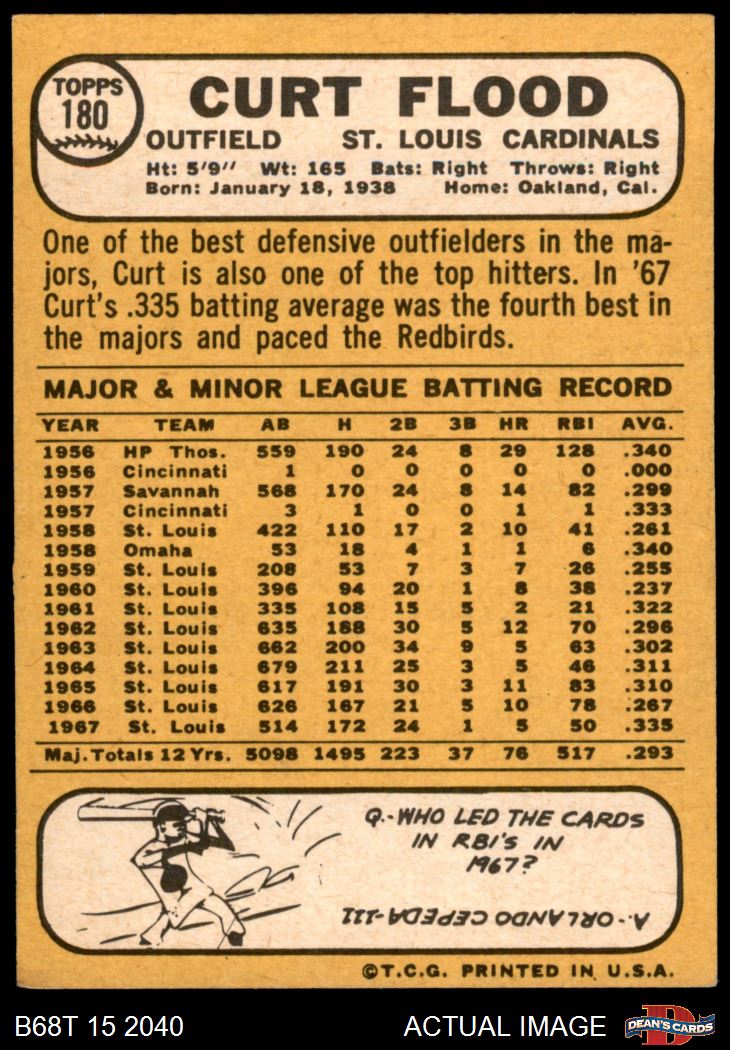 TOPPS
180
CURT FLOOD
OUTFIELD ST. LOUIS CARDINALS
Ht: 5'9" Wt: 165 Bats: Right Throws: Right
Born: January 18, 1938 Home: Oakland, Cal.
One of the best defensive outfielders in the ma-
jors, Curt is also one of the top hitters. In '67
Curt's .335 batting average was the fourth best in
the majors and paced the Redbirds.
MAJOR & MINOR LEAGUE BATTING RECORD
YEAR TEAM AB H 2B 3B HR RBI AVG.
1956 HP Thos. 559 190 24 8 29 128 .340
1956 Cincinnati 1 0 0 0 0 0 .000
1957 Savannah 568 170 24 8 14 82 .299
1957 Cincinnati 3 1 0 0 1 1 .333
1958 St. Louis 422 110 17 2 10 41 .261
1958 Omaha 53 18 4 1 1 6 .340
1959 St. Louis 208 53 7 3 7 26 .255
1960 St. Louis 396 94 20 1 8 38 .237
1961 St. Louis 335 108 15 5 2 21 .322
1962 St. Louis 635 188 30 5 12 70 .296
1963 St. Louis 662 200 34 9 5 63 .302
1964 St. Louis 679 211 25 3 5 46 .311
1965 St. Louis 617 191 30 3 11 83 .310
1966 St. Louis 626 167 21 5 10 78 .267
1967 St. Louis 514 172 24 1 5 50 .335
Maj. Totals 12 Yrs. 5098 1495 223 37 76 517 .293
Q.-WHO LED THE CARDS
IN RBI'S IN
1967?
A.-ORLANDO CEPEDA-111
©T.C.G. PRINTED IN U.S.A.
B68T 15 2040 ACTUAL IMAGE
D
DEAN'S CARDS